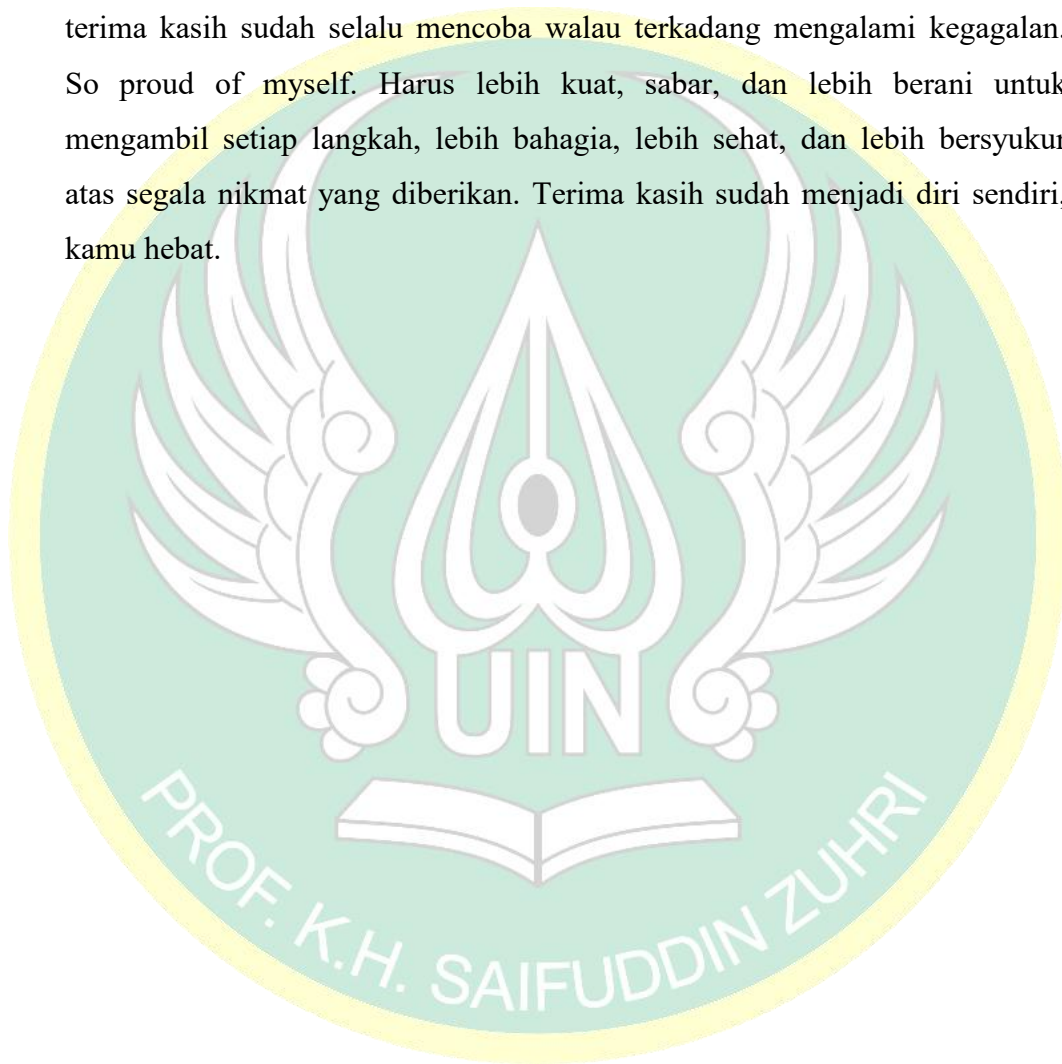 terima kasih sudah selalu mencoba walau terkadang mengalami kegagalan.
So proud of myself. Harus lebih kuat, sabar, dan lebih berani untuk
mengambil setiap langkah, lebih bahagia, lebih sehat, dan lebih bersyukur
atas segala nikmat yang diberikan. Terima kasih sudah menjadi diri sendiri,
kamu hebat.
UIN
PROF. K.H. SAIFUDDIN ZUHRI